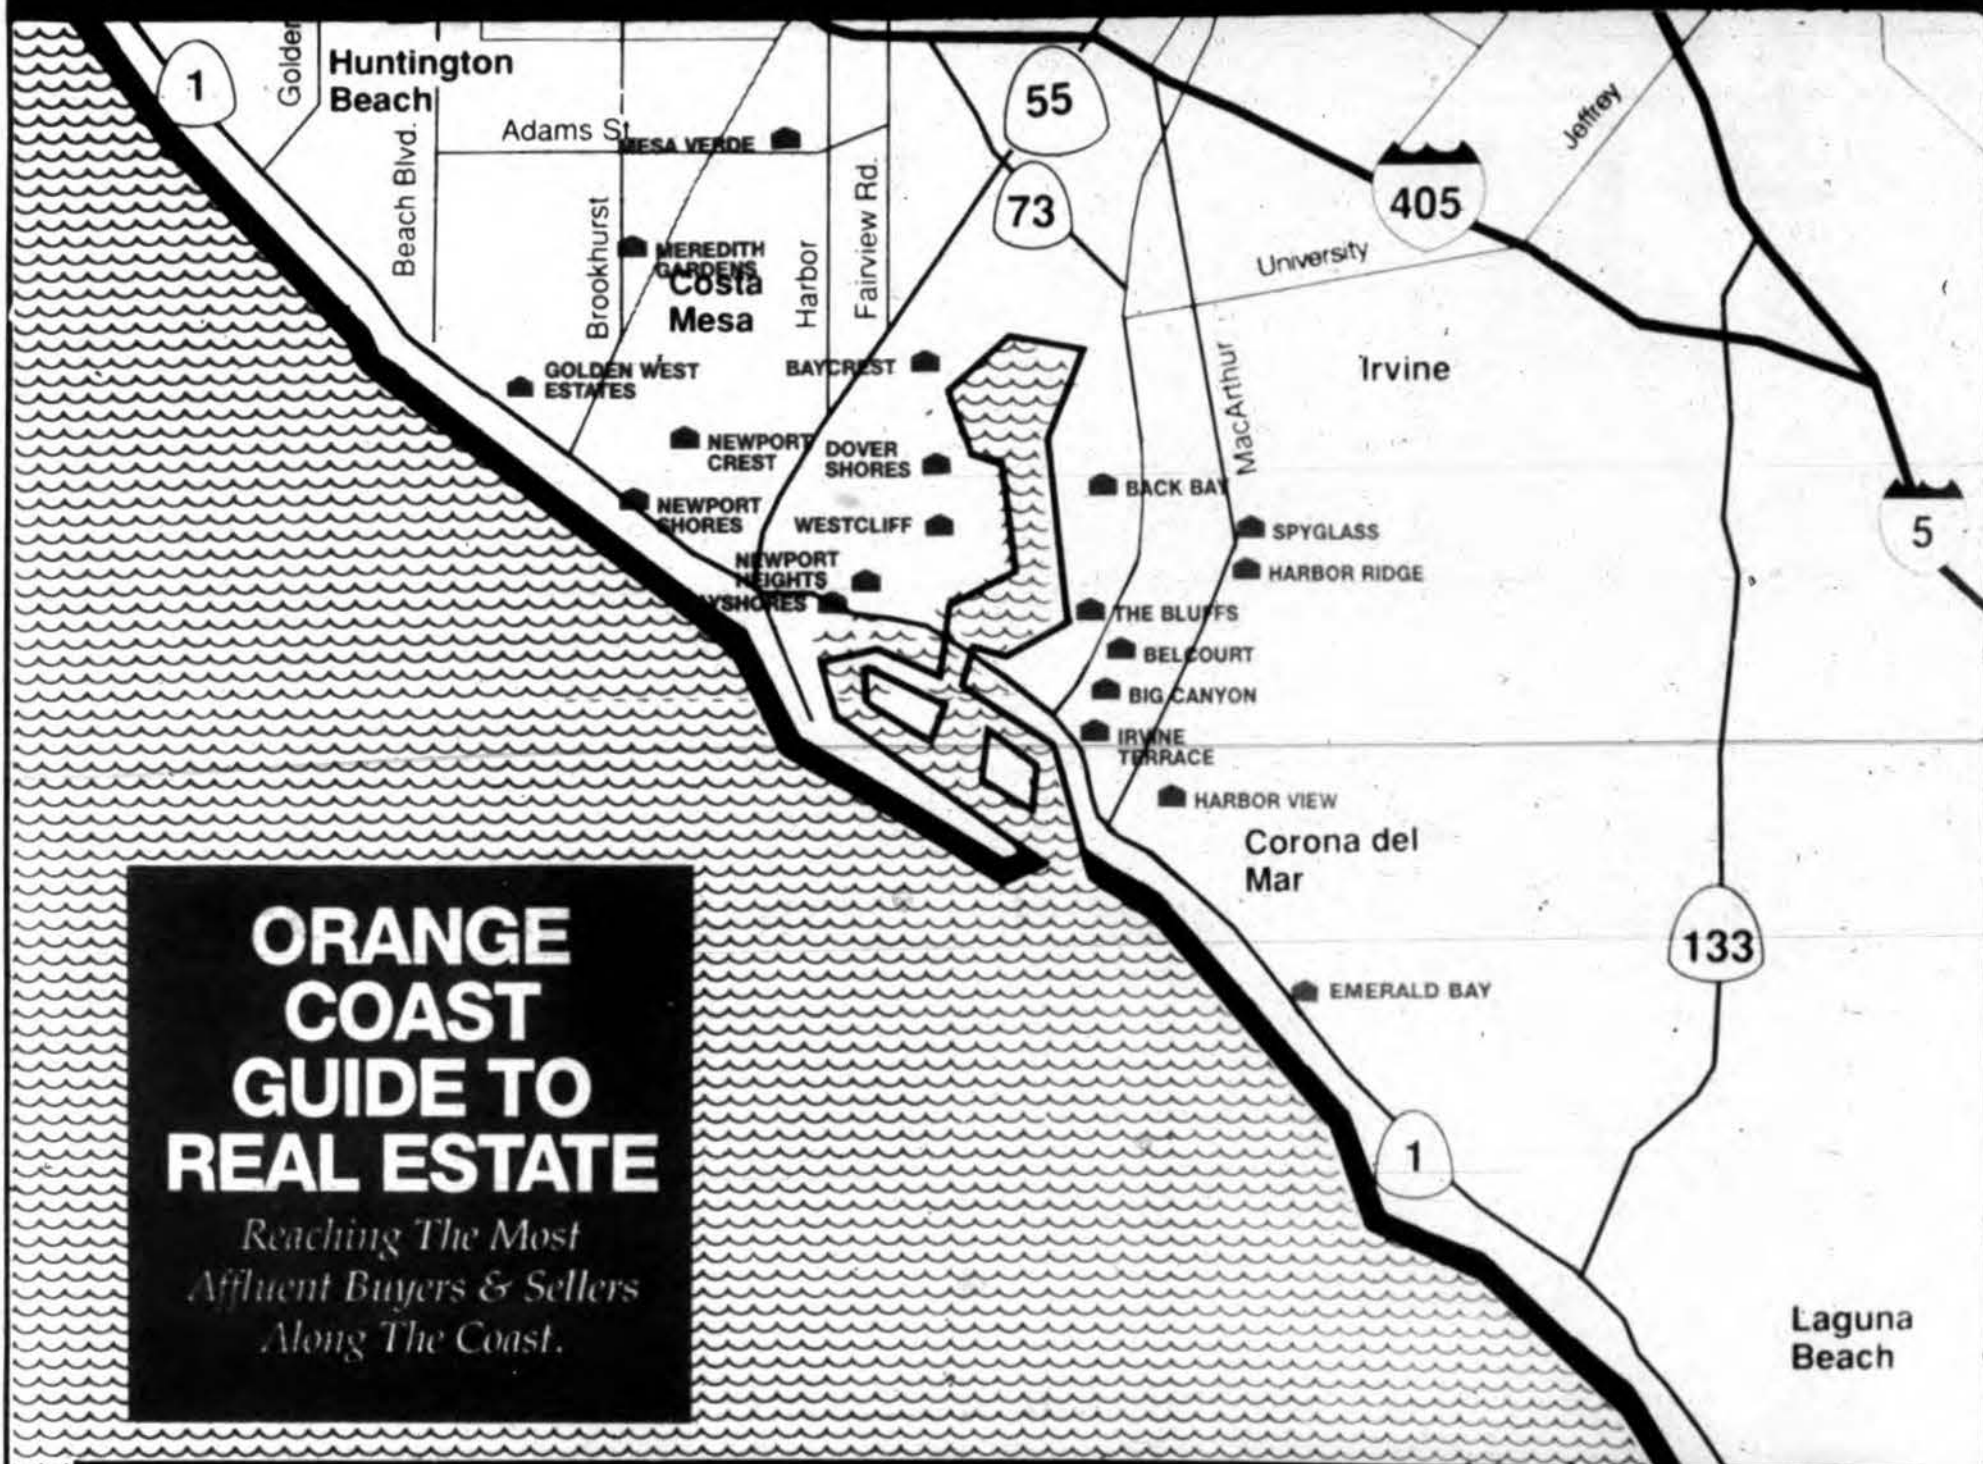 1
Golden
Huntington
Beach
Beach Blvd.
Adams St.
Brookhurst
MESA VERDE
Harbor
Fairview Rd.
55
73
405
Jeffrey
University
MEREDITH
GARDENS
Costa
Mesa
GOLDEN WEST
ESTATES
BAYCREST
MacArthur
Irvine
NEWPORT
CREST
DOVER
SHORES
BACK BAY
5
NEWPORT
SHORES
WESTCLIFF
SPYGLASS
HARBOR RIDGE
NEWPORT
HEIGHTS
AYSHORES
THE BLUFFS
BELCOURT
BIG CANYON
IRVINE
TERRACE
HARBOR VIEW
Corona del
Mar
133
EMERALD BAY
1
Laguna
Beach
ORANGE
COAST
GUIDE TO
REAL ESTATE
Reaching The Most
Affluent Buyers & Sellers
Along The Coast.